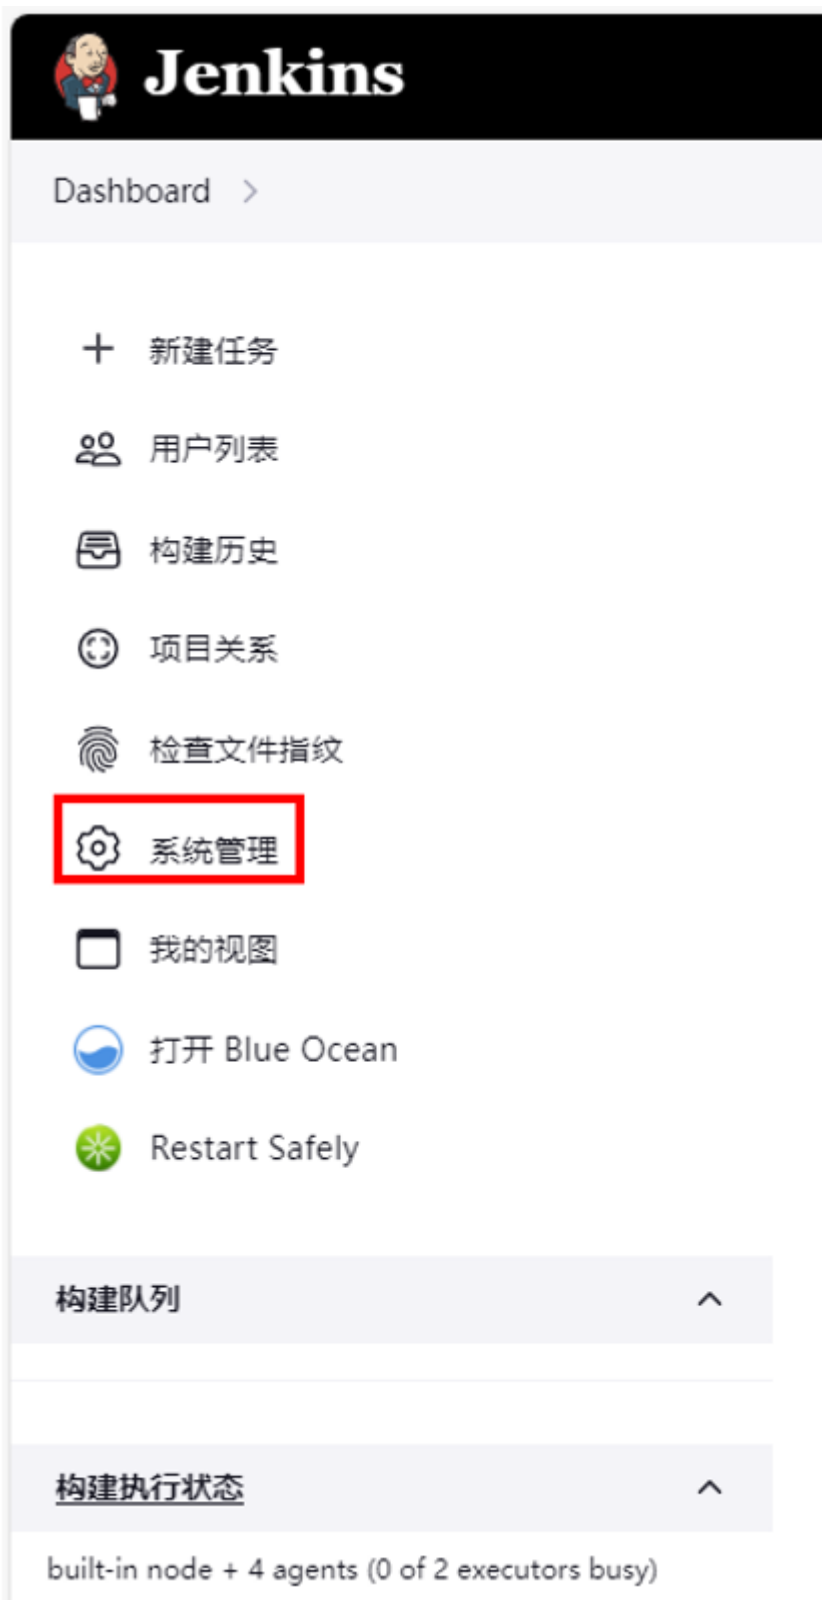 Jenkins
Dashboard
新建任务
用户列表
构建历史
项目关系
检查文件指纹
系统管理
我的视图
打开 Blue Ocean
Restart Safely
构建队列
构建执行状态
built-in node + 4 agents (0 of 2 executors busy)